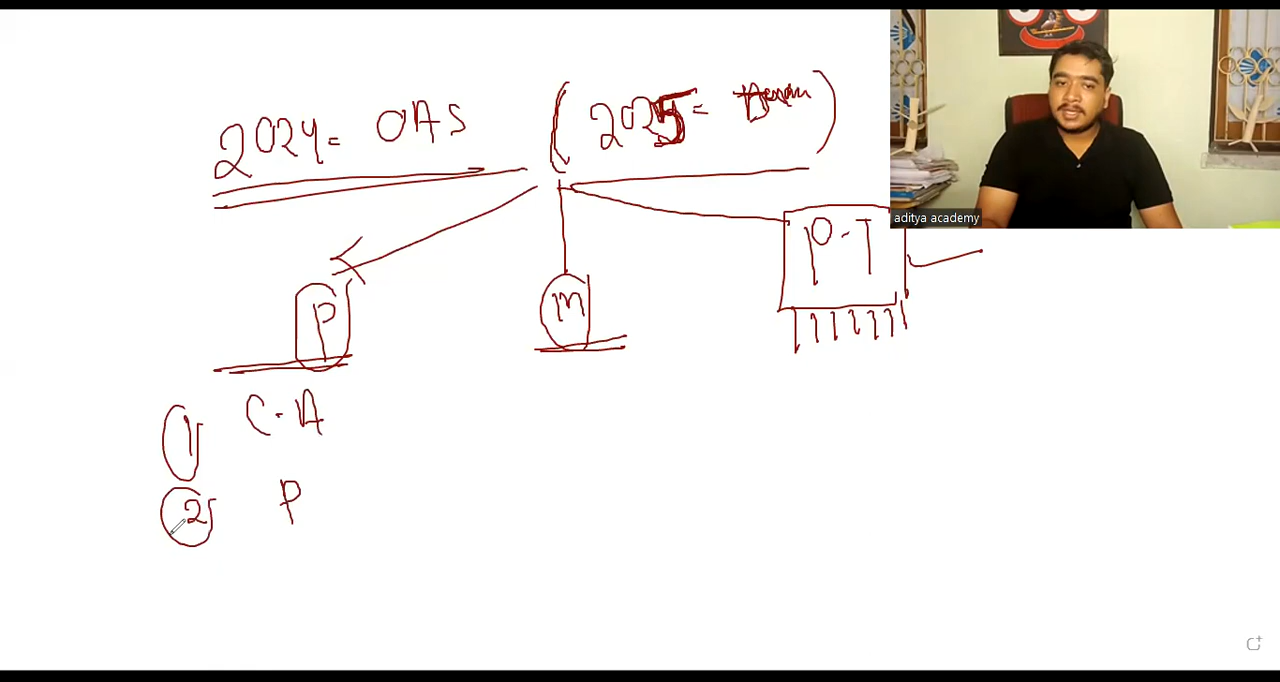 2024 = OAS (2025 = )
aditya academy
P M P-T
1 C-A
2 P